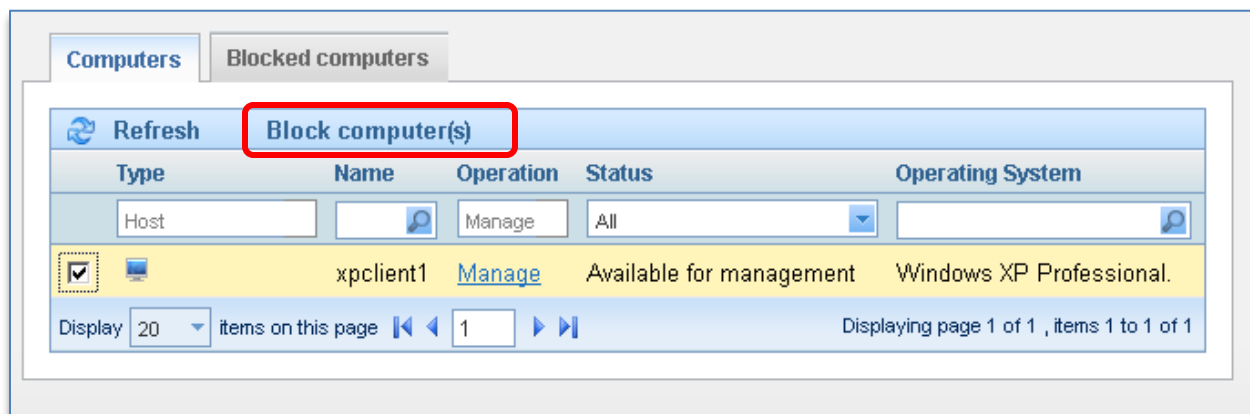 Computers Blocked computers
Refresh Block computer(s)
Type Name Operation Status Operating System
Host Manage All
xpclient1 Manage Available for management Windows XP Professional.
Display 20 items on this page 1 Displaying page 1 of 1 , items 1 to 1 of 1